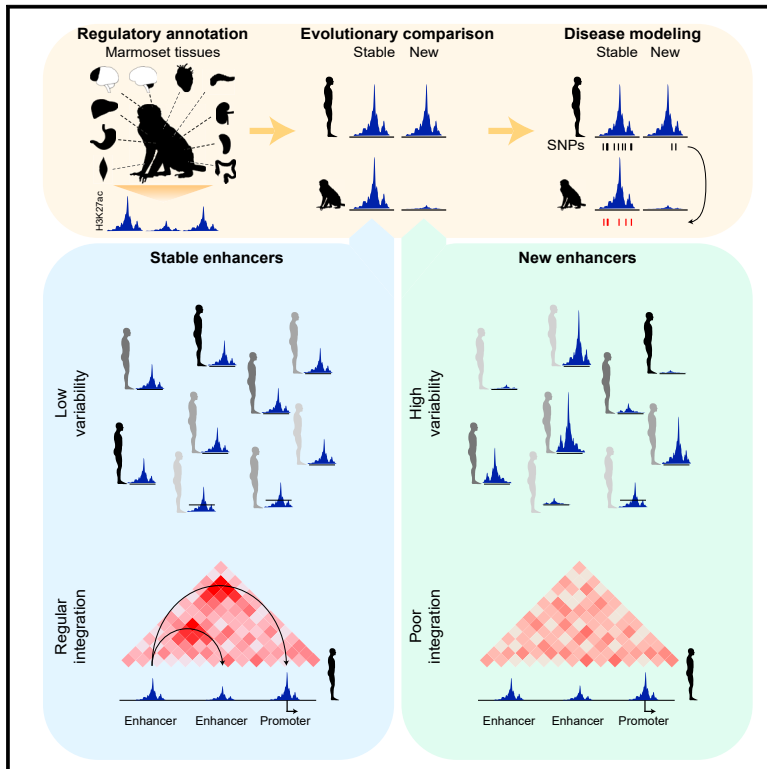 Regulatory annotation
Marmoset tissues
H3K27ac
Evolutionary comparison
Stable New
Disease modeling
Stable New
SNPs
Stable enhancers
Low
variability
Regular
integration
Enhancer Enhancer Promoter
New enhancers
High
variability
Poor
integration
Enhancer Enhancer Promoter